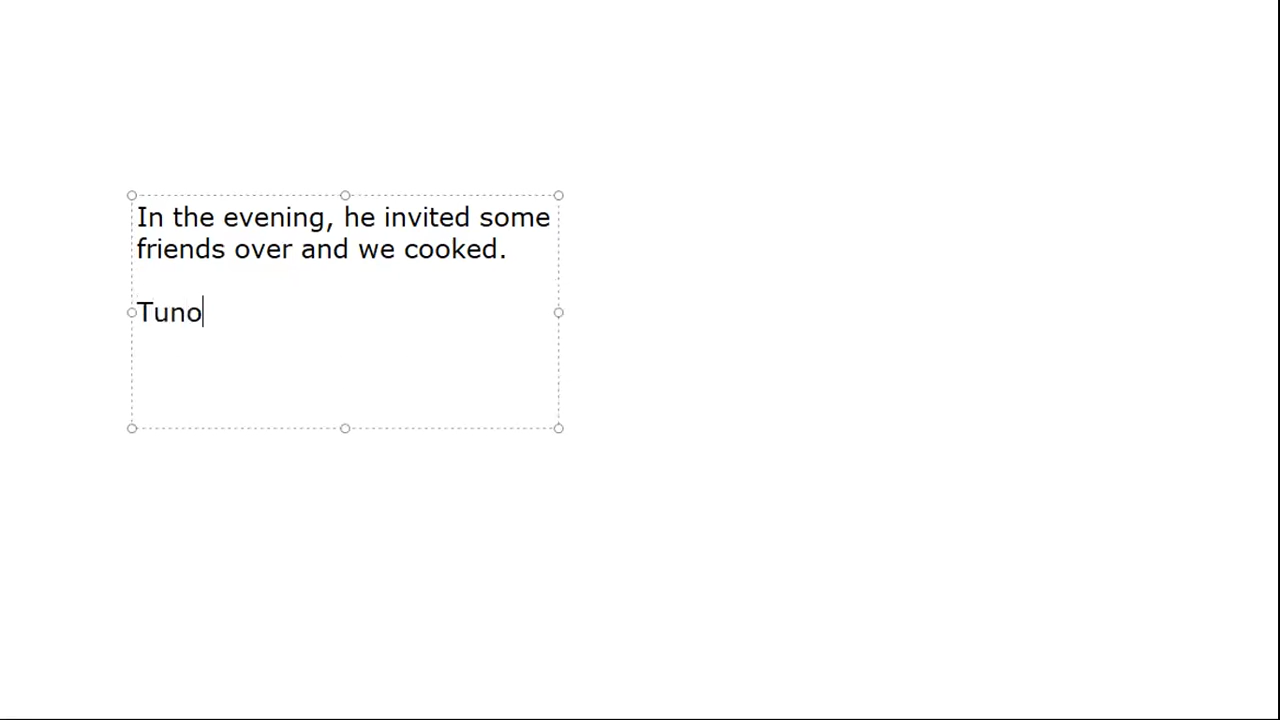 In the evening, he invited some
friends over and we cooked.
Tuno